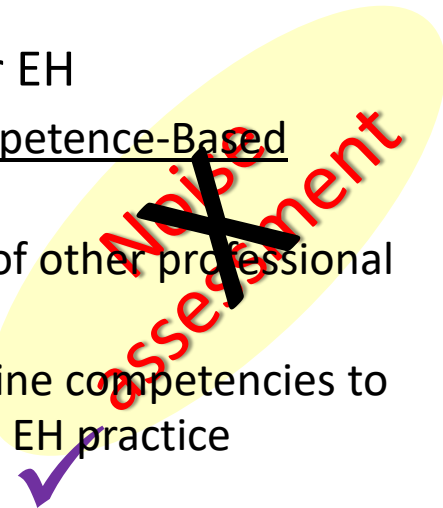 r EH
petence-Based
of other professional
ine competencies to
EH practice
Noise
assessment